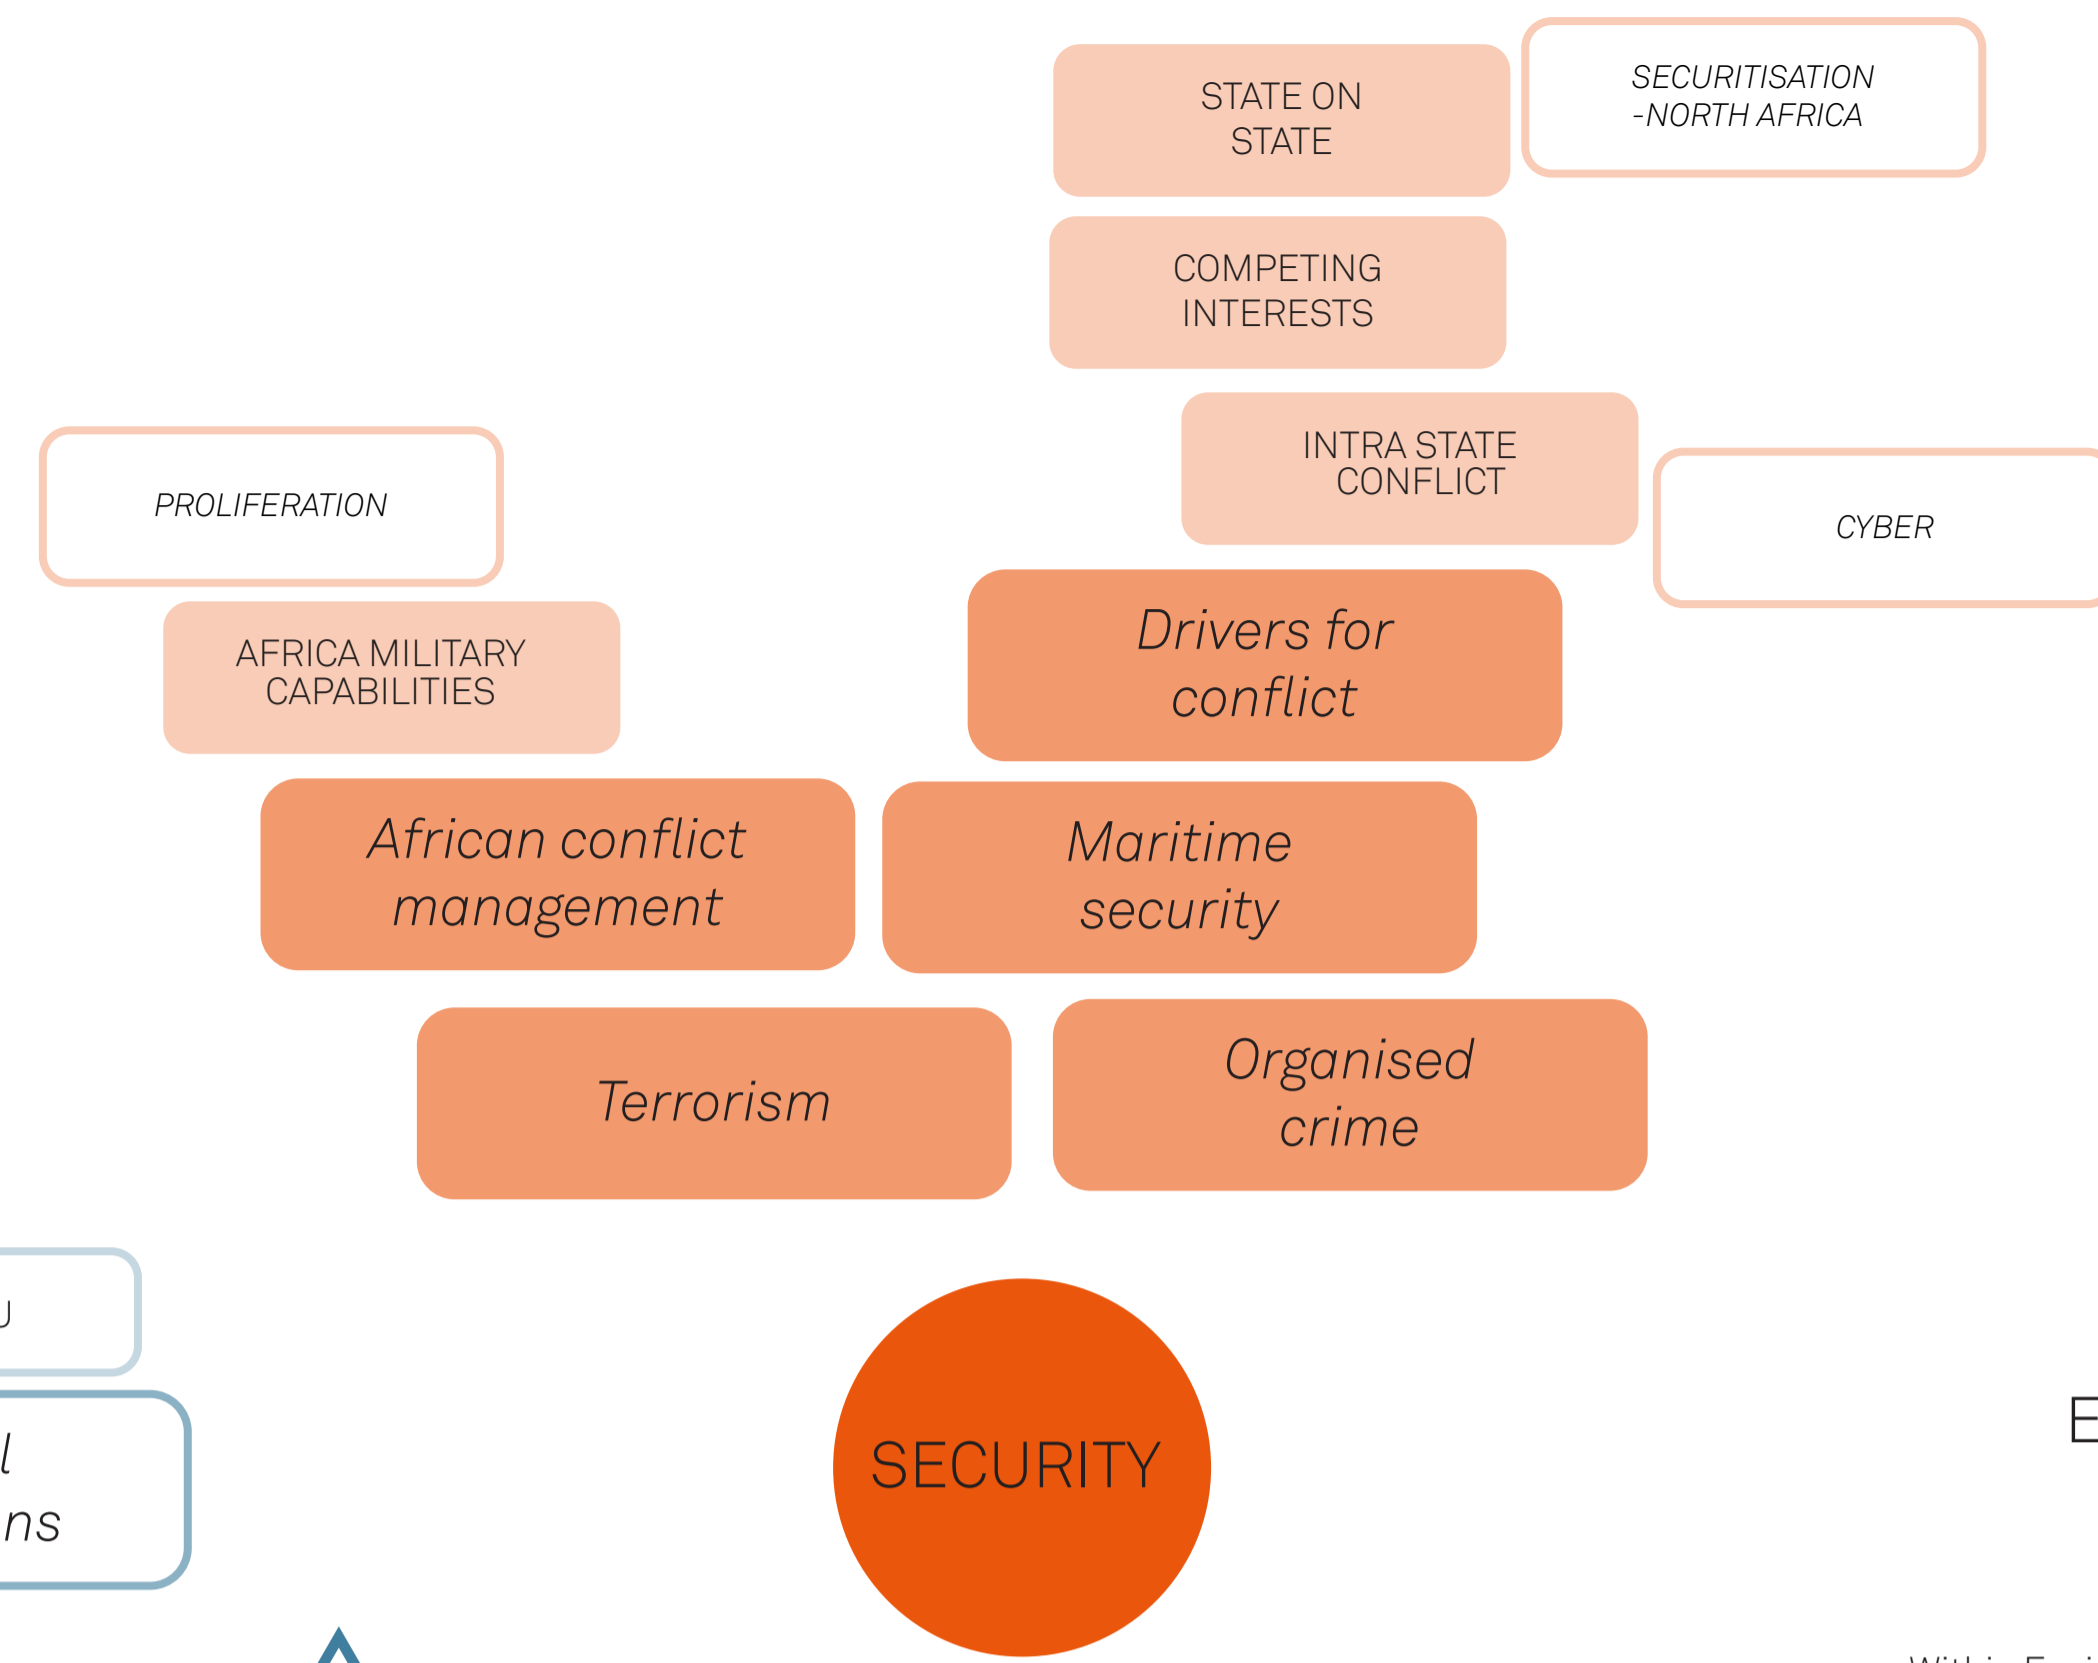 STATE ON
STATE
SECURITISATION
-NORTH AFRICA
COMPETING
INTERESTS
INTRA STATE
CONFLICT
PROLIFERATION
CYBER
AFRICA MILITARY
CAPABILITIES
Drivers for
conflict
African conflict
management
Maritime
security
Terrorism
Organised
crime
SECURITY